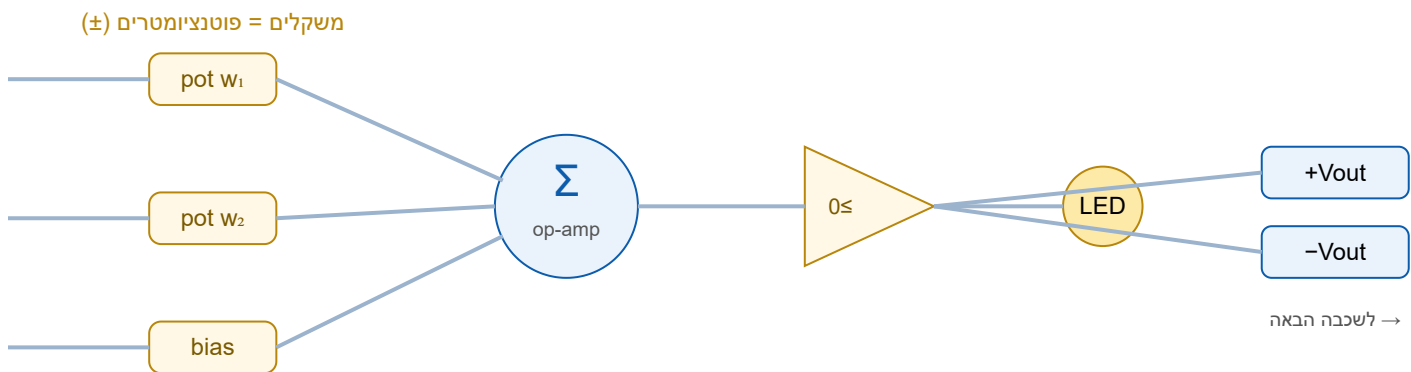 משקלים = פוטנציומטרים (±)
pot w₁
pot w₂
bias
Σ
op-amp
0≤
LED
+Vout
−Vout
→ לשכבה הבאה